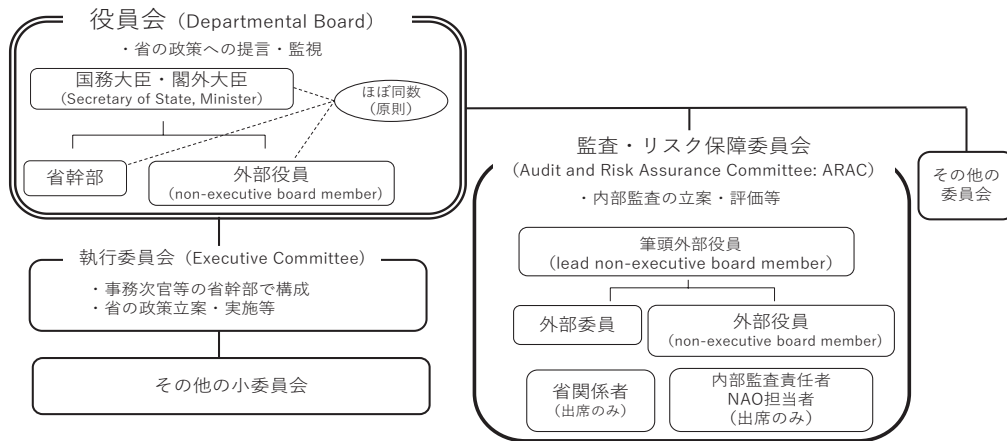 役員会（Departmental Board）
・省の政策への提言・監視
国務大臣・閣外大臣
(Secretary of State, Minister)
ほぼ同数
（原則）
省幹部
外部役員
(non-executive board member)
執行委員会（Executive Committee）
・事務次官等の省幹部で構成
・省の政策立案・実施等
その他の小委員会
監査・リスク保障委員会
(Audit and Risk Assurance Committee: ARAC)
・内部監査の立案・評価等
筆頭外部役員
(lead non-executive board member)
外部委員
外部役員
(non-executive board member)
省関係者
（出席のみ）
内部監査責任者
NAO担当者
（出席のみ）
その他の
委員会